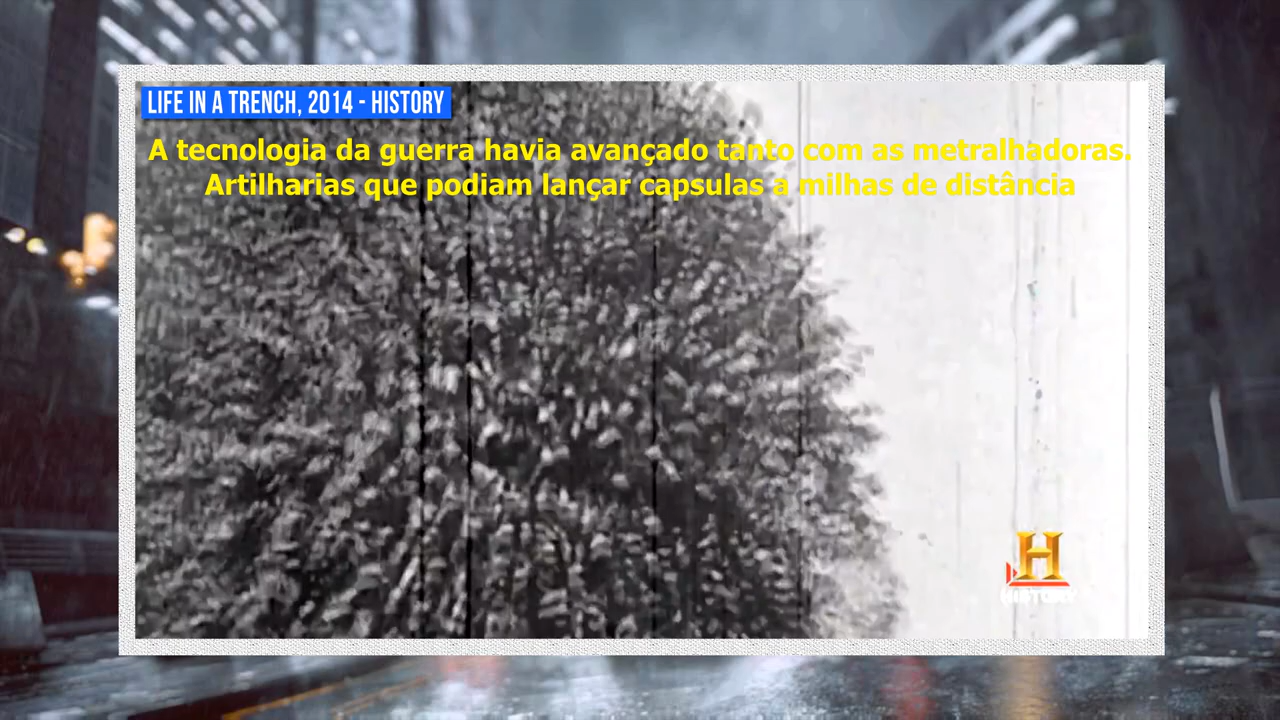 LIFE IN A TRENCH, 2014 - HISTORY
A tecnologia da guerra havia avançado tanto com as metralhadoras.
Artilharias que podiam lançar capsulas a milhas de distância
H
HISTORY